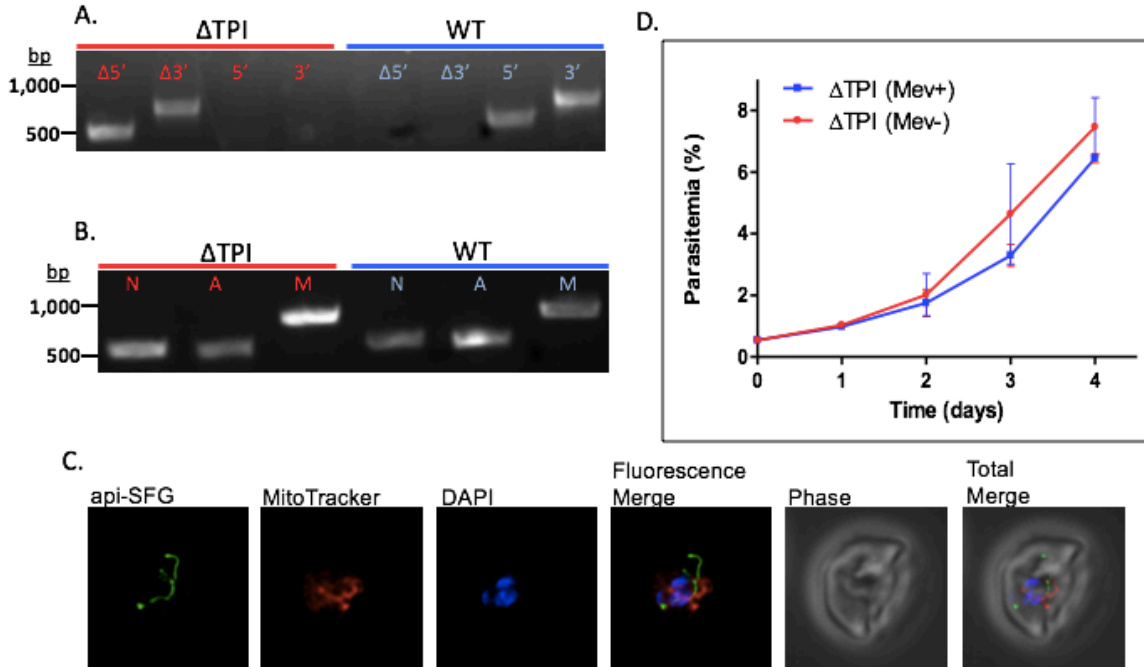 A.
ΔTPI WT
bp
Δ5’ Δ3’ 5’ 3’ Δ5’ Δ3’ 5’ 3’
1,000
500
B.
ΔTPI WT
bp
N A M N A M
1,000
500
C.
api-SFG
MitoTracker
DAPI
Fluorescence
Merge
Phase
Total
Merge
D.
ΔTPI (Mev+)
ΔTPI (Mev-)
Parasitemia (%)
8
6
4
2
0
0 1 2 3 4
Time (days)